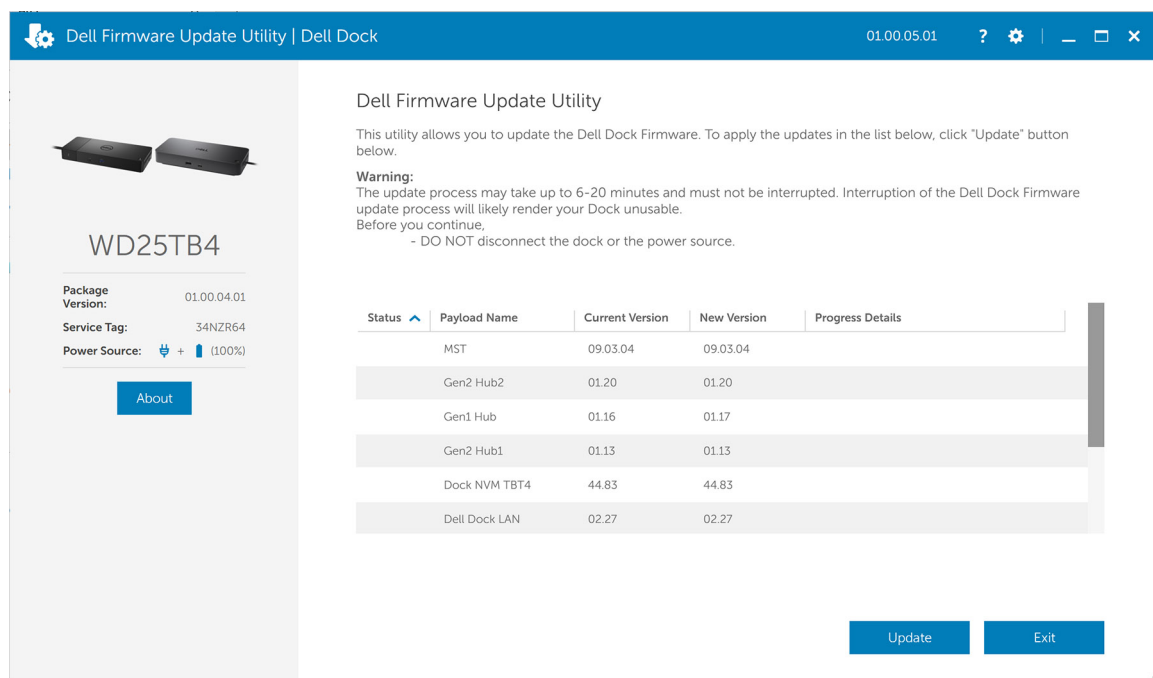 Dell Firmware Update Utility | Dell Dock
01.00.05.01
?
Dell Firmware Update Utility
This utility allows you to update the Dell Dock Firmware. To apply the updates in the list below, click "Update" button
below.
Warning:
The update process may take up to 6-20 minutes and must not be interrupted. Interruption of the Dell Dock Firmware
update process will likely render your Dock unusable.
Before you continue,
- DO NOT disconnect the dock or the power source.
WD25TB4
Package
Version:
01.00.04.01
Service Tag: 34NZR64
Power Source: + (100%)
About
Status Payload Name Current Version New Version Progress Details
MST 09.03.04 09.03.04
Gen2 Hub2 01.20 01.20
Gen1 Hub 01.16 01.17
Gen2 Hub1 01.13 01.13
Dock NVM TBT4 44.83 44.83
Dell Dock LAN 02.27 02.27
Update
Exit